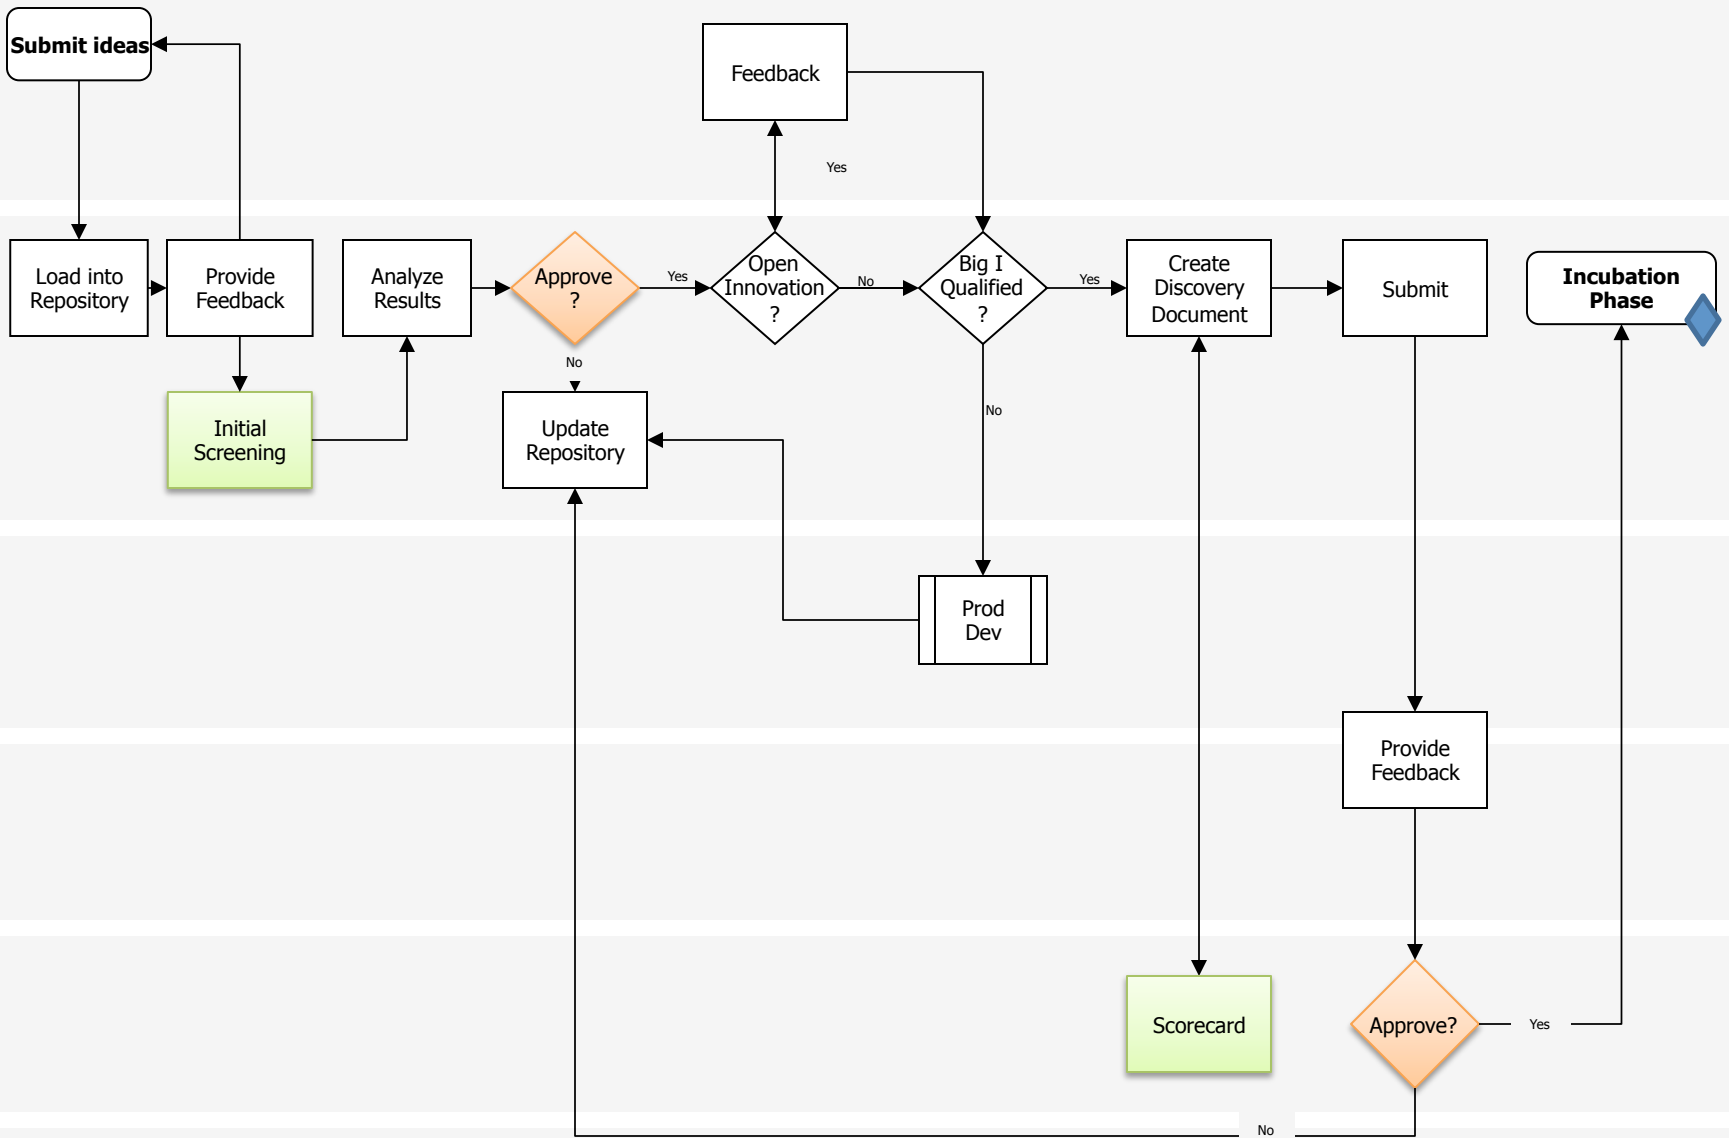 Submit ideas
Feedback
Yes
Load into
Repository
Provide
Feedback
Analyze
Results
Approve
?
Yes
Open
Innovation
?
No
Big I
Qualified
?
Yes
Create
Discovery
Document
Submit
Incubation
Phase
No
Initial
Screening
Update
Repository
No
Prod
Dev
Provide
Feedback
Scorecard
Approve?
Yes
No